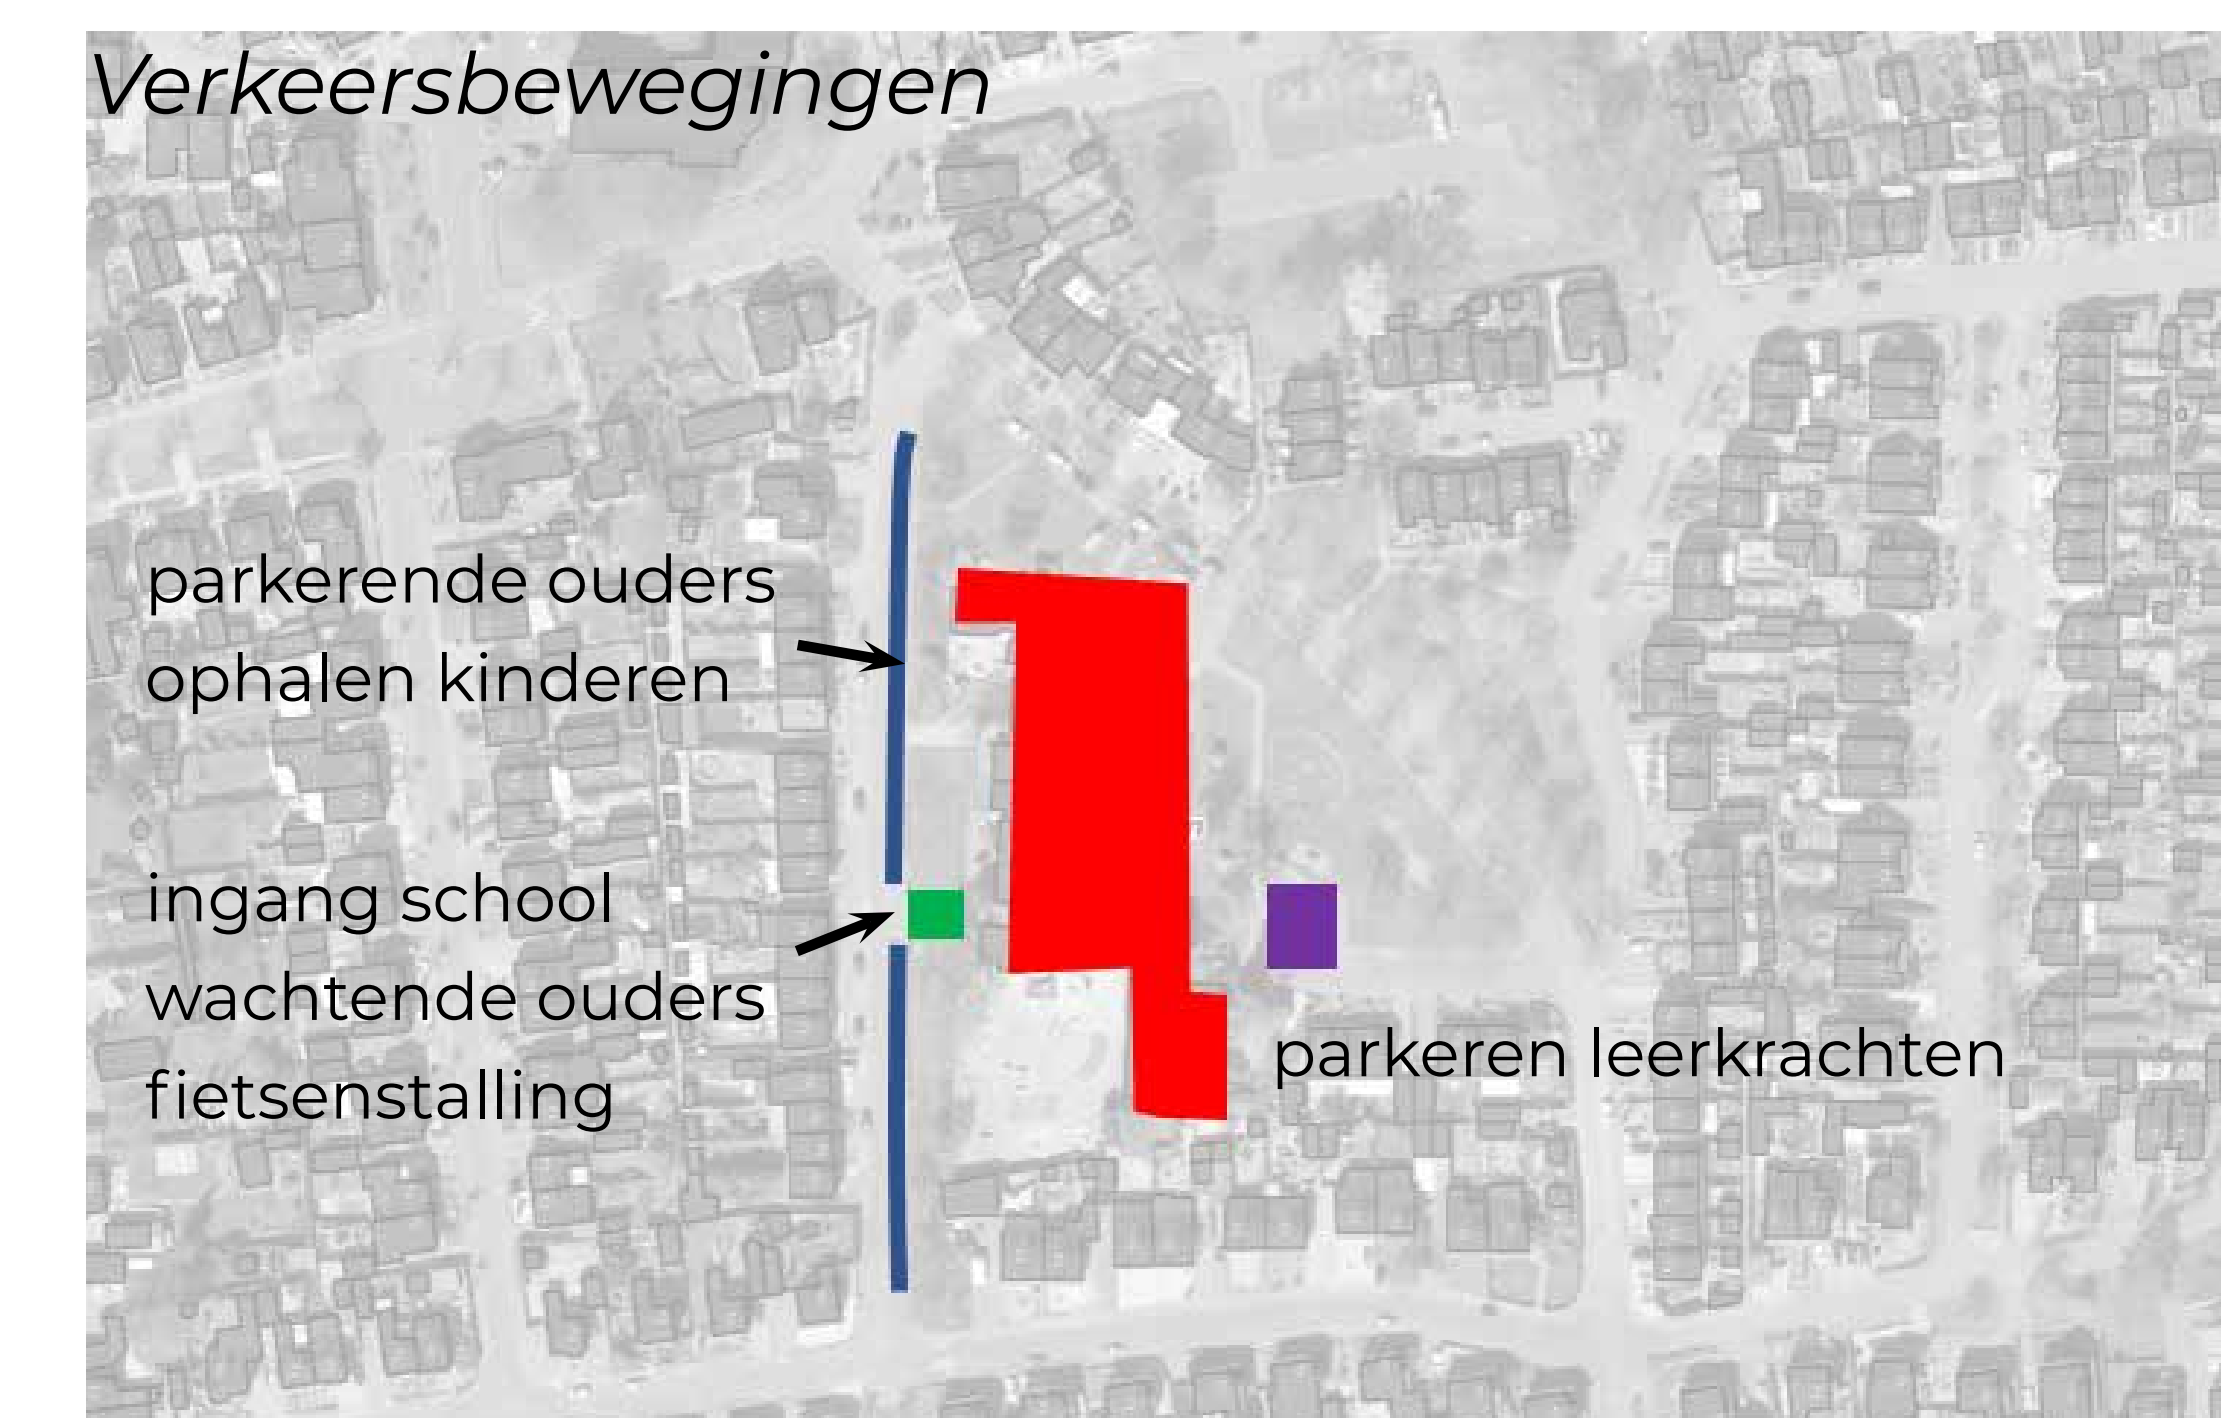 Verkeersbewegingen
parkerende ouders
ophalen kinderen
ingang school
wachtende ouders
fietsenstalling
parkeren leerkrachten